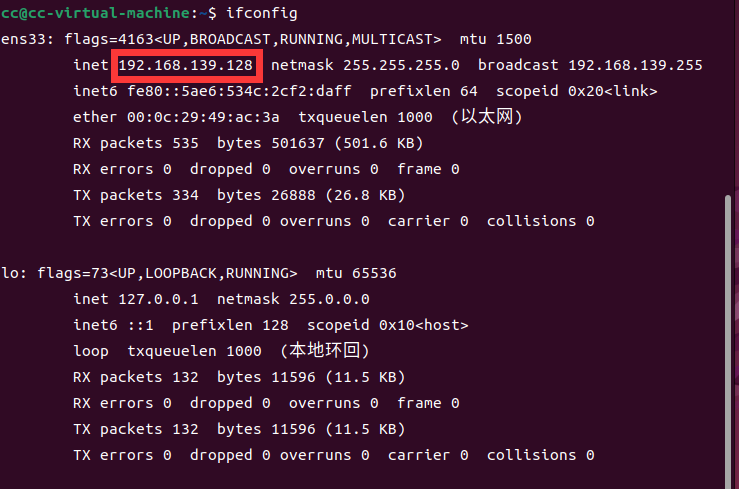 cc@cc-virtual-machine:~$ ifconfig
ens33: flags=4163<UP,BROADCAST,RUNNING,MULTICAST>  mtu 1500
        inet 192.168.139.128  netmask 255.255.255.0  broadcast 192.168.139.255
        inet6 fe80::5ae6:534c:2cf2:daff  prefixlen 64  scopeid 0x20<link>
        ether 00:0c:29:49:ac:3a  txqueuelen 1000  (以太网)
        RX packets 535  bytes 501637 (501.6 KB)
        RX errors 0  dropped 0  overruns 0  frame 0
        TX packets 334  bytes 26888 (26.8 KB)
        TX errors 0  dropped 0 overruns 0  carrier 0  collisions 0
lo: flags=73<UP,LOOPBACK,RUNNING>  mtu 65536
        inet 127.0.0.1  netmask 255.0.0.0
        inet6 ::1  prefixlen 128  scopeid 0x10<host>
        loop  txqueuelen 1000  (本地环回)
        RX packets 132  bytes 11596 (11.5 KB)
        RX errors 0  dropped 0  overruns 0  frame 0
        TX packets 132  bytes 11596 (11.5 KB)
        TX errors 0  dropped 0 overruns 0  carrier 0  collisions 0